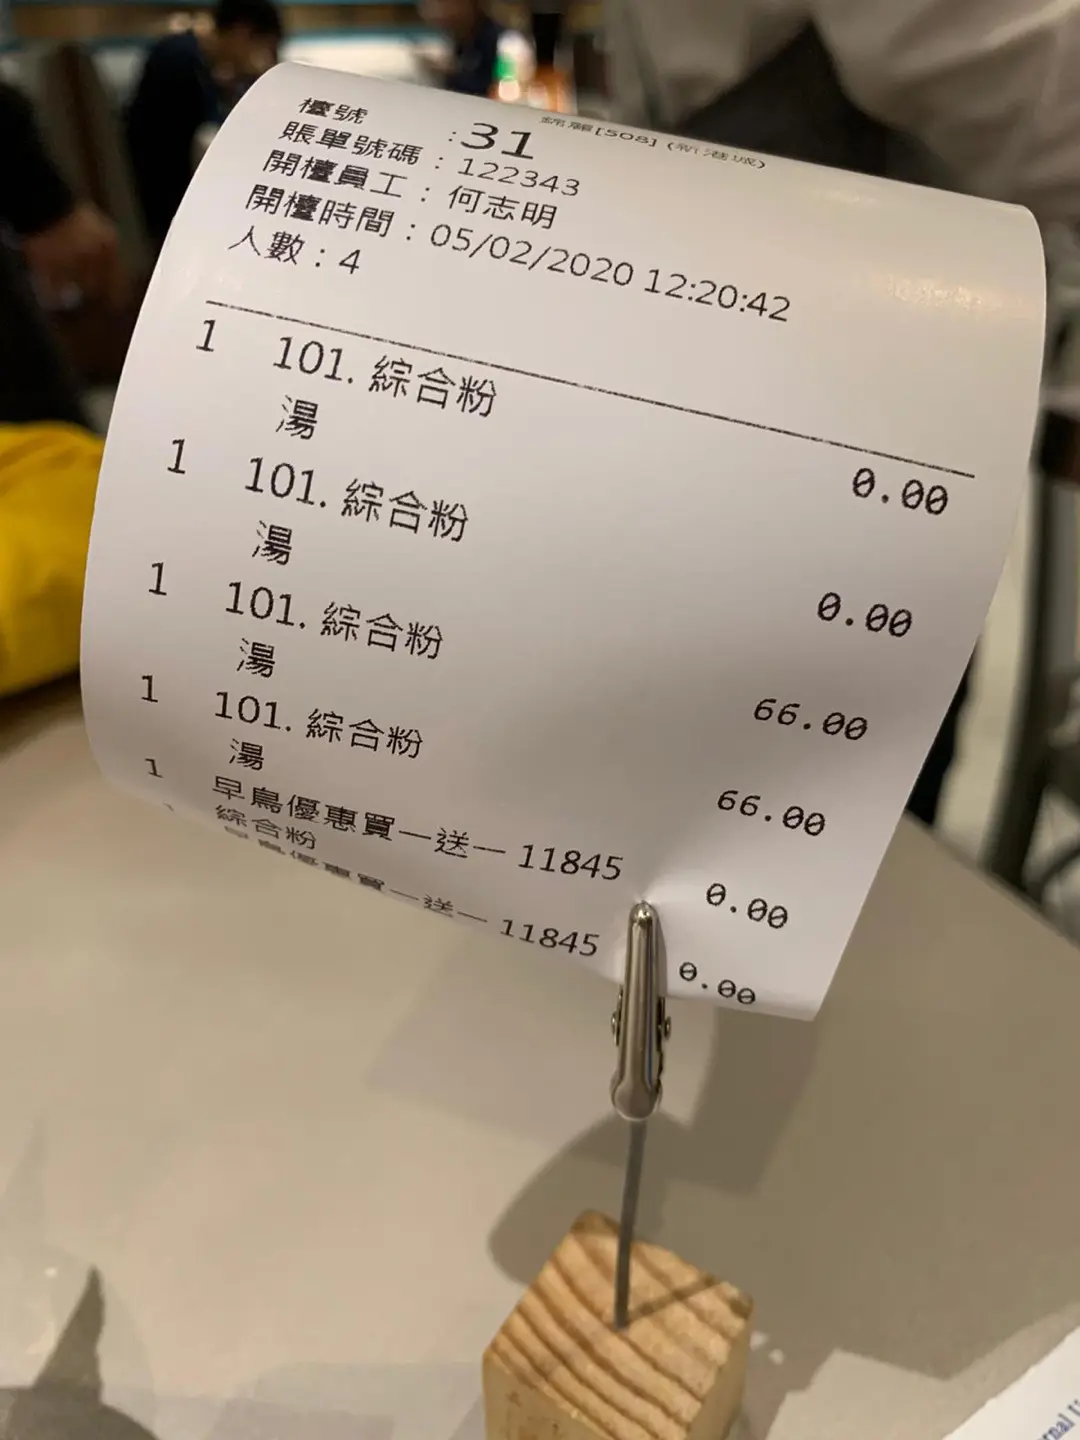 錦麗[508] (新港城)
檯號 : 31
賬單號碼 : 122343
開檯員工 : 何志明
開檯時間 : 05/02/2020 12:20:42
人數 : 4
1 101. 綜合粉 0.00
湯
1 101. 綜合粉 0.00
湯
1 101. 綜合粉 66.00
湯
1 101. 綜合粉 66.00
湯
1 早鳥優惠買一送一 11845 0.00
綜合粉
早鳥優惠買一送一 11845 0.00